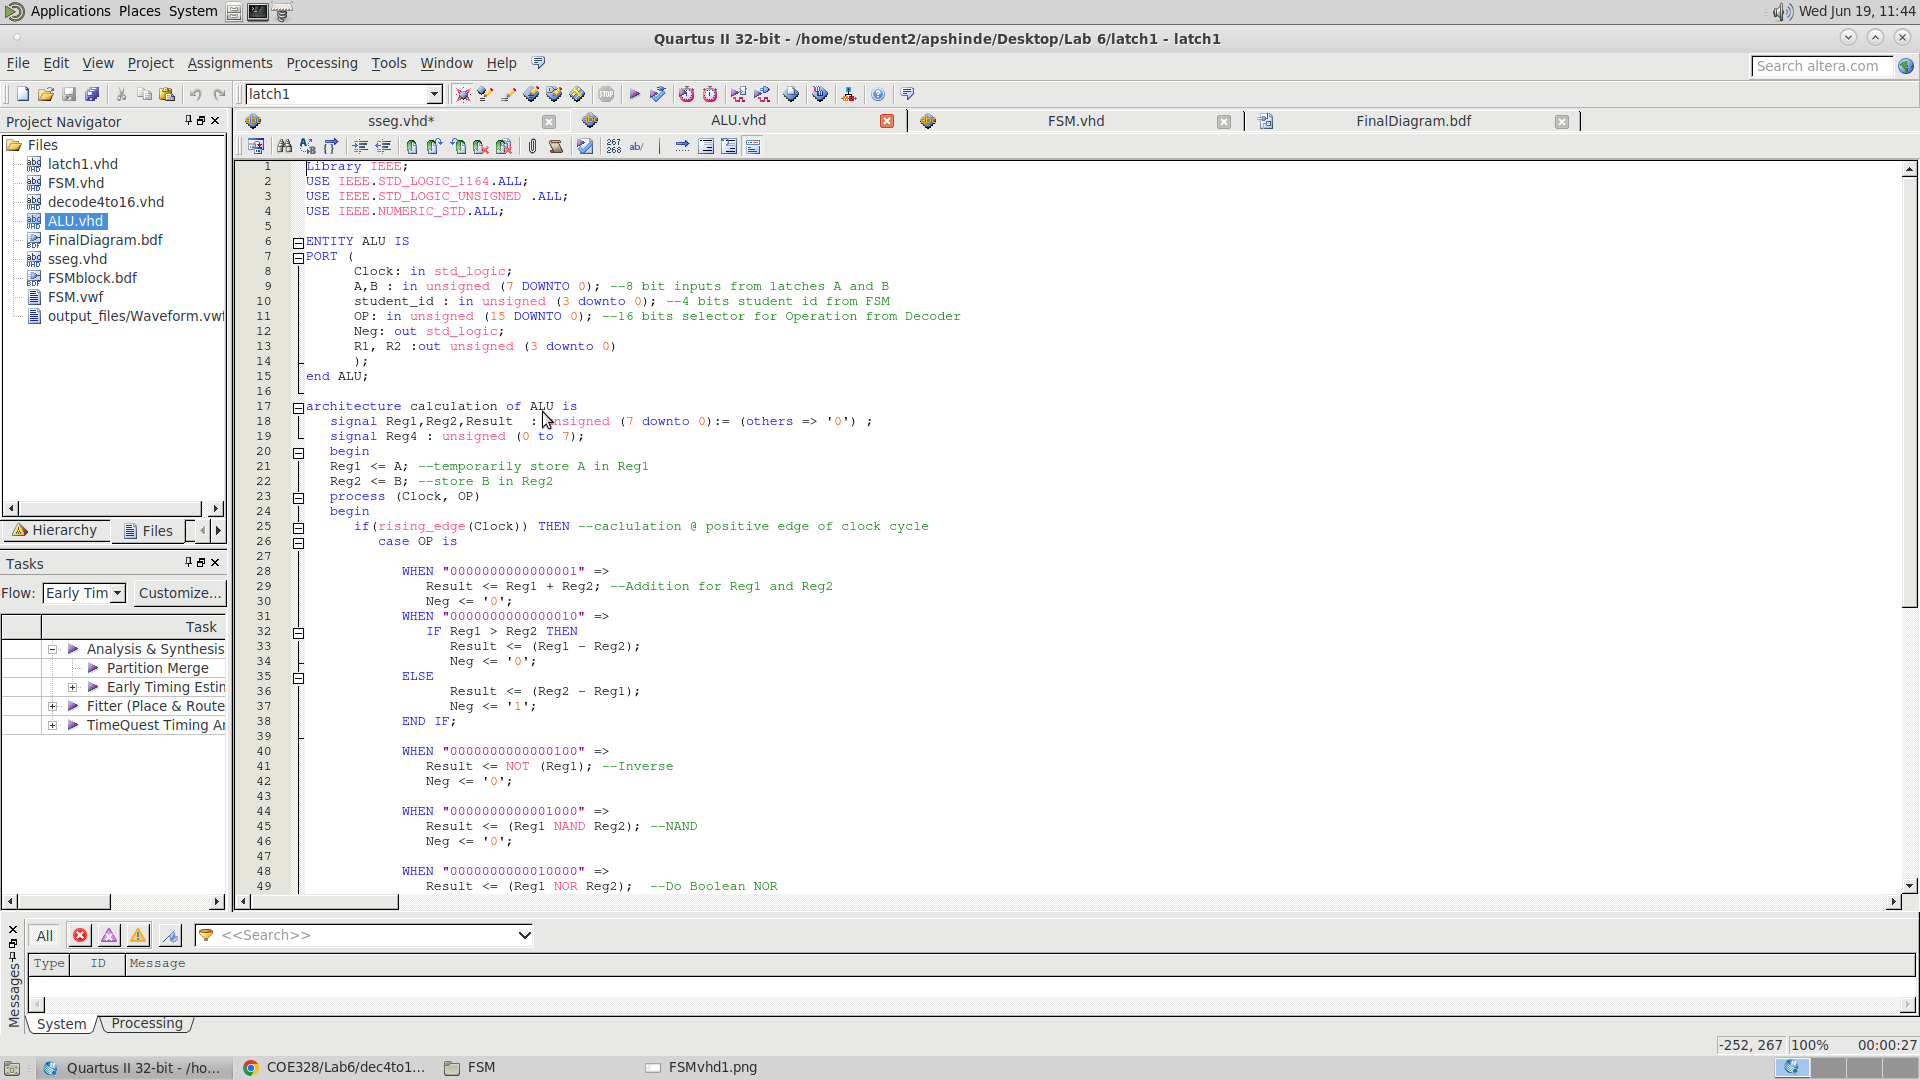 Applications Places System
Wed Jun 19, 11:44
Quartus II 32-bit - /home/student2/apshinde/Desktop/Lab 6/latch1 - latch1
File Edit View Project Assignments Processing Tools Window Help
Search altera.com
latch1
Project Navigator
Files
latch1.vhd
FSM.vhd
decode4to16.vhd
ALU.vhd
FinalDiagram.bdf
sseg.vhd
FSMblock.bdf
FSM.vwf
output_files/Waveform.vwf
Hierarchy Files
Tasks
Flow: Early Tim Customize...
Task
Analysis & Synthesis
Partition Merge
Early Timing Estin
Fitter (Place & Route
TimeQuest Timing Ar
sseg.vhd* ALU.vhd FSM.vhd FinalDiagram.bdf
267
268 ab/
1 Library IEEE;
2 USE IEEE.STD_LOGIC_1164.ALL;
3 USE IEEE.STD_LOGIC_UNSIGNED .ALL;
4 USE IEEE.NUMERIC_STD.ALL;
5
6 ENTITY ALU IS
7 PORT (
8 Clock: in std_logic;
9 A,B : in unsigned (7 DOWNTO 0); --8 bit inputs from latches A and B
10 student_id : in unsigned (3 downto 0); --4 bits student id from FSM
11 OP: in unsigned (15 DOWNTO 0); --16 bits selector for Operation from Decoder
12 Neg: out std_logic;
13 R1, R2 :out unsigned (3 downto 0)
14 );
15 end ALU;
16
17 architecture calculation of ALU is
18 signal Reg1,Reg2,Result : unsigned (7 downto 0):= (others => '0') ;
19 signal Reg4 : unsigned (0 to 7);
20 begin
21 Reg1 <= A; --temporarily store A in Reg1
22 Reg2 <= B; --store B in Reg2
23 process (Clock, OP)
24 begin
25 if(rising_edge(Clock)) THEN --caclulation @ positive edge of clock cycle
26 case OP is
27
28 WHEN "0000000000000001" =>
29 Result <= Reg1 + Reg2; --Addition for Reg1 and Reg2
30 Neg <= '0';
31 WHEN "0000000000000010" =>
32 IF Reg1 > Reg2 THEN
33 Result <= (Reg1 - Reg2);
34 Neg <= '0';
35 ELSE
36 Result <= (Reg2 - Reg1);
37 Neg <= '1';
38 END IF;
39
40 WHEN "0000000000000100" =>
41 Result <= NOT (Reg1); --Inverse
42 Neg <= '0';
43
44 WHEN "0000000000001000" =>
45 Result <= (Reg1 NAND Reg2); --NAND
46 Neg <= '0';
47
48 WHEN "0000000000010000" =>
49 Result <= (Reg1 NOR Reg2); --Do Boolean NOR
Messages
All <<Search>>
Type ID Message
System Processing
-252, 267 100% 00:00:27
Quartus II 32-bit - /ho... COE328/Lab6/dec4to1... FSM FSMvhd1.png